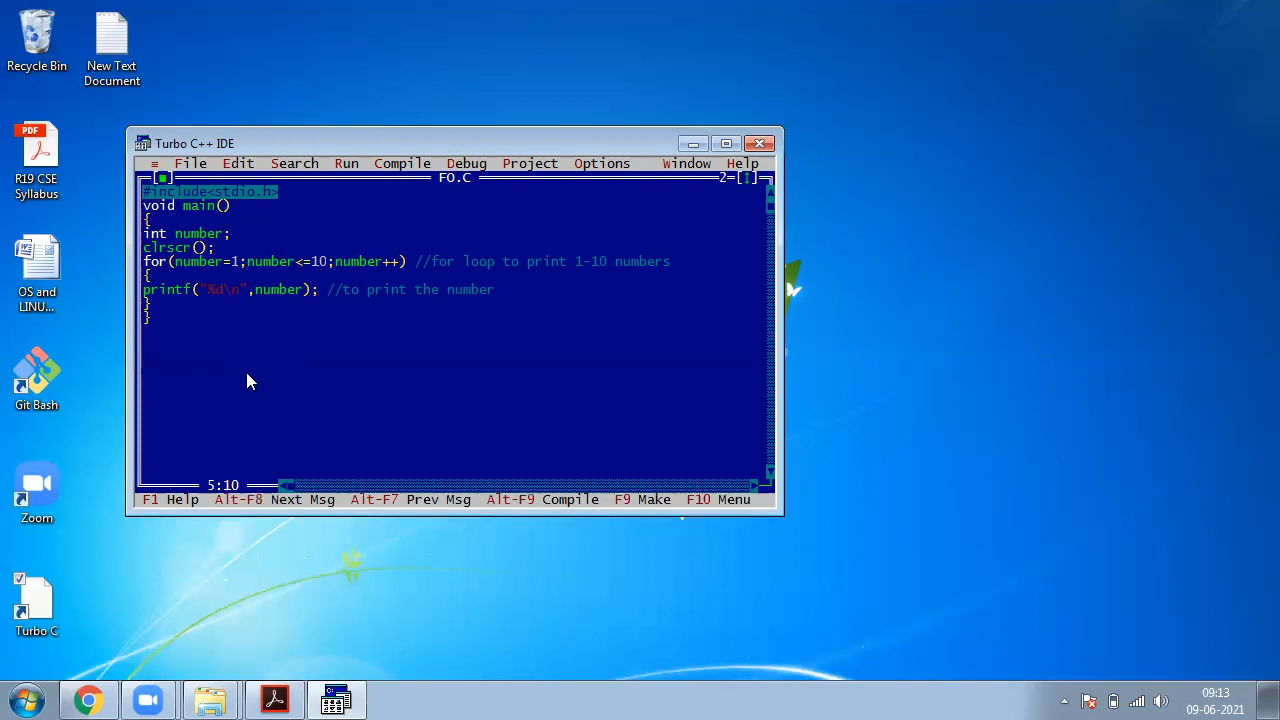 Recycle Bin
New Text
Document
PDF
R19 CSE
Syllabus
OS and
LINU...
Git Bash
Zoom
Turbo C
Turbo C++ IDE
≡ File Edit Search Run Compile Debug Project Options Window Help
[■] FO.C 2=[↕]
#include<stdio.h>
void main()
{
int number;
clrscr();
for(number=1;number<=10;number++) //for loop to print 1-10 numbers
{
printf("%d\n",number); //to print the number
}
}
5:10
F1 Help Alt-F8 Next Msg Alt-F7 Prev Msg Alt-F9 Compile F9 Make F10 Menu
09:13
09-06-2021